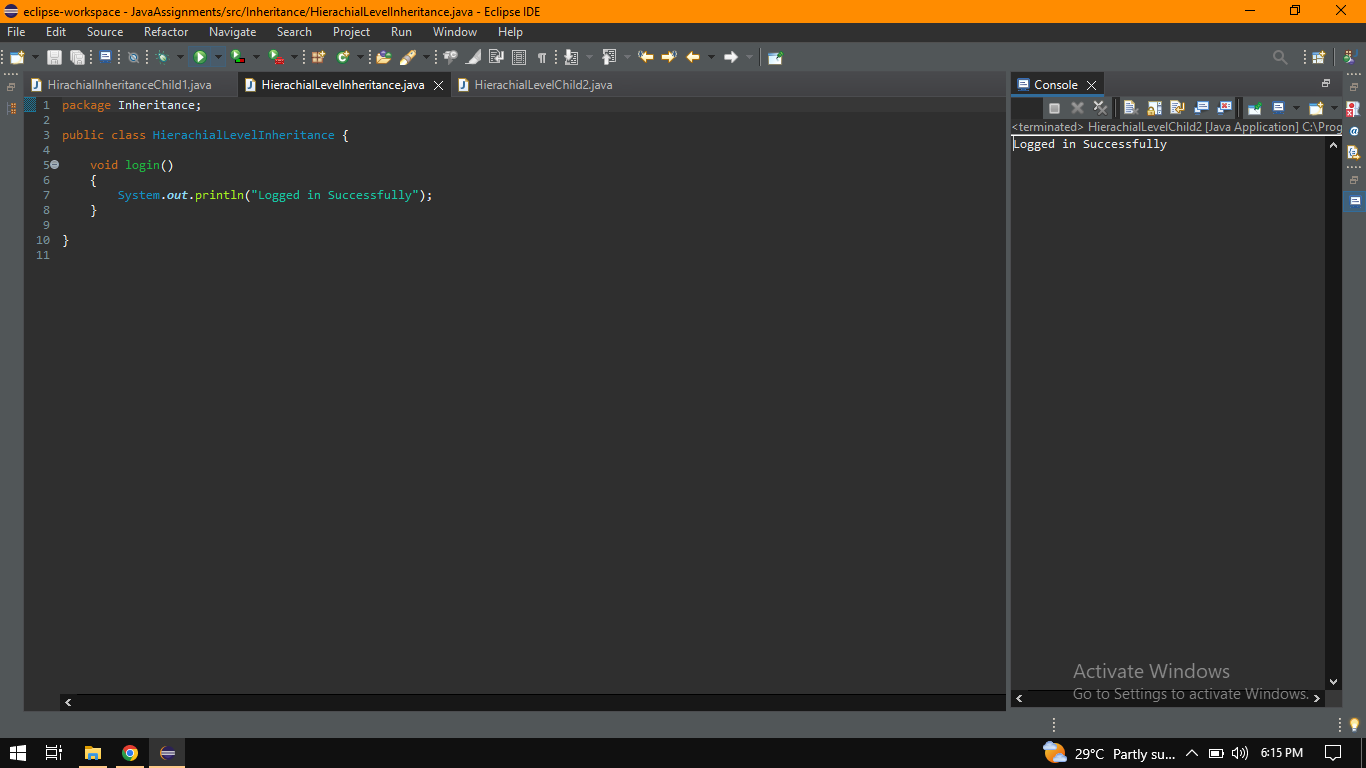 eclipse-workspace - JavaAssignments/src/Inheritance/HierachialLevelInheritance.java - Eclipse IDE
File Edit Source Refactor Navigate Search Project Run Window Help
HirachialInheritanceChild1.java HierachialLevelInheritance.java HierachialLevelChild2.java
Console
<terminated> HierachialLevelChild2 [Java Application] C:\Prog
Logged in Successfully
1 package Inheritance;
2
3 public class HierachialLevelInheritance {
4
5 void login()
6 {
7 System.out.println("Logged in Successfully");
8 }
9
10 }
11
Activate Windows
Go to Settings to activate Windows.
29°C Partly su... 6:15 PM